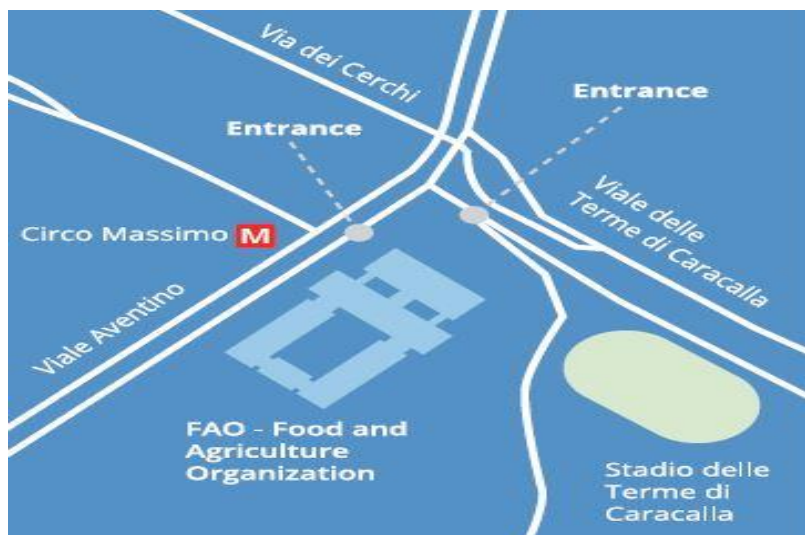 Via dei Cerchi
Entrance
Entrance
Viale delle
Terme di Caracalla
Circo Massimo M
Viale Aventino
FAO - Food and
Agriculture
Organization
Stadio delle
Terme di
Caracalla